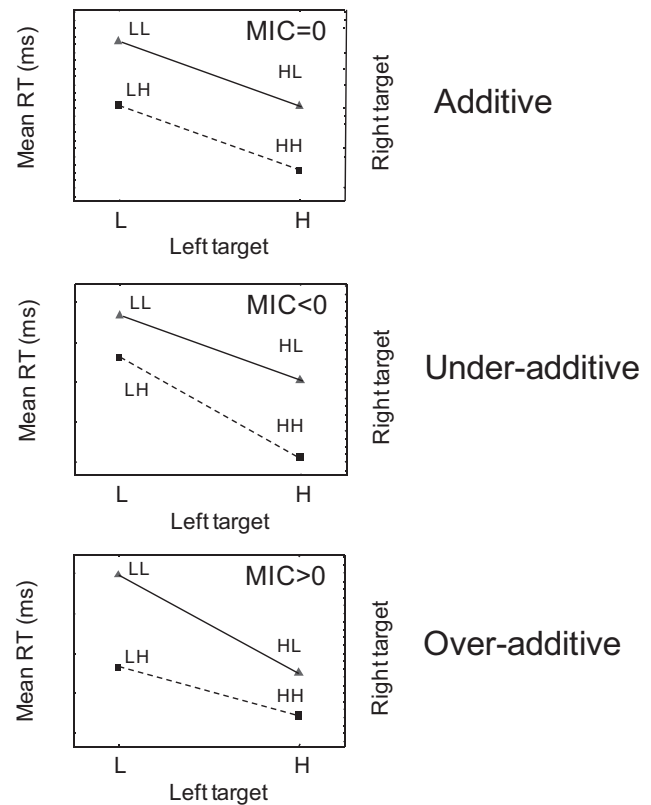 MIC=0
LL
HL
LH
HH
Mean RT (ms)
Right target
L
H
Left target
Additive
MIC<0
LL
HL
LH
HH
Mean RT (ms)
Right target
L
H
Left target
Under-additive
MIC>0
LL
HL
LH
HH
Mean RT (ms)
Right target
L
H
Left target
Over-additive